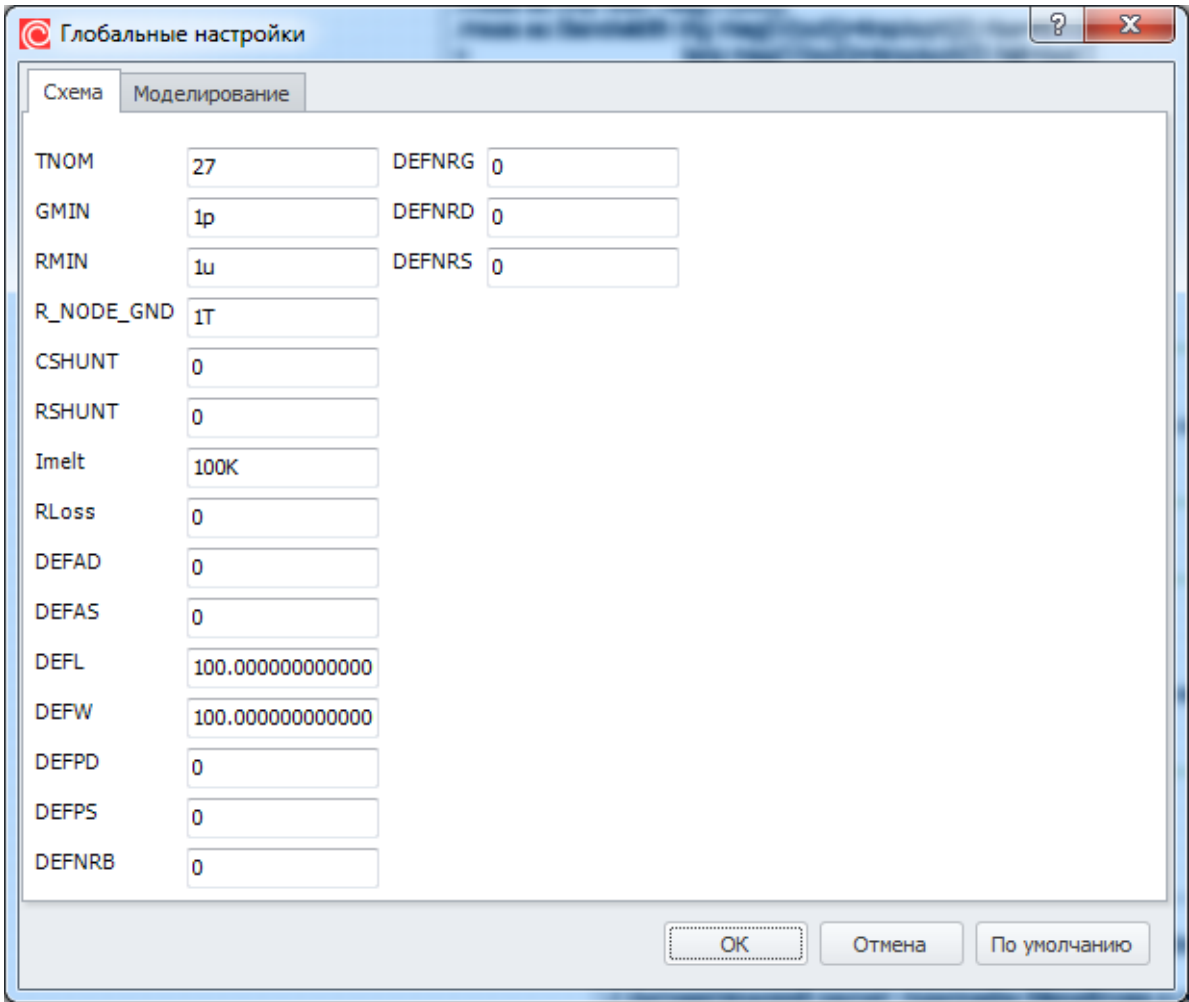 Глобальные настройки
Схема Моделирование
TNOM 27 DEFNRG 0
GMIN 1p DEFNRD 0
RMIN 1u DEFNRS 0
R_NODE_GND 1T
CSHUNT 0
RSHUNT 0
Imelt 100K
RLoss 0
DEFAD 0
DEFAS 0
DEFL 100.000000000000
DEFW 100.000000000000
DEFPD 0
DEFPS 0
DEFNRB 0
OK Отмена По умолчанию